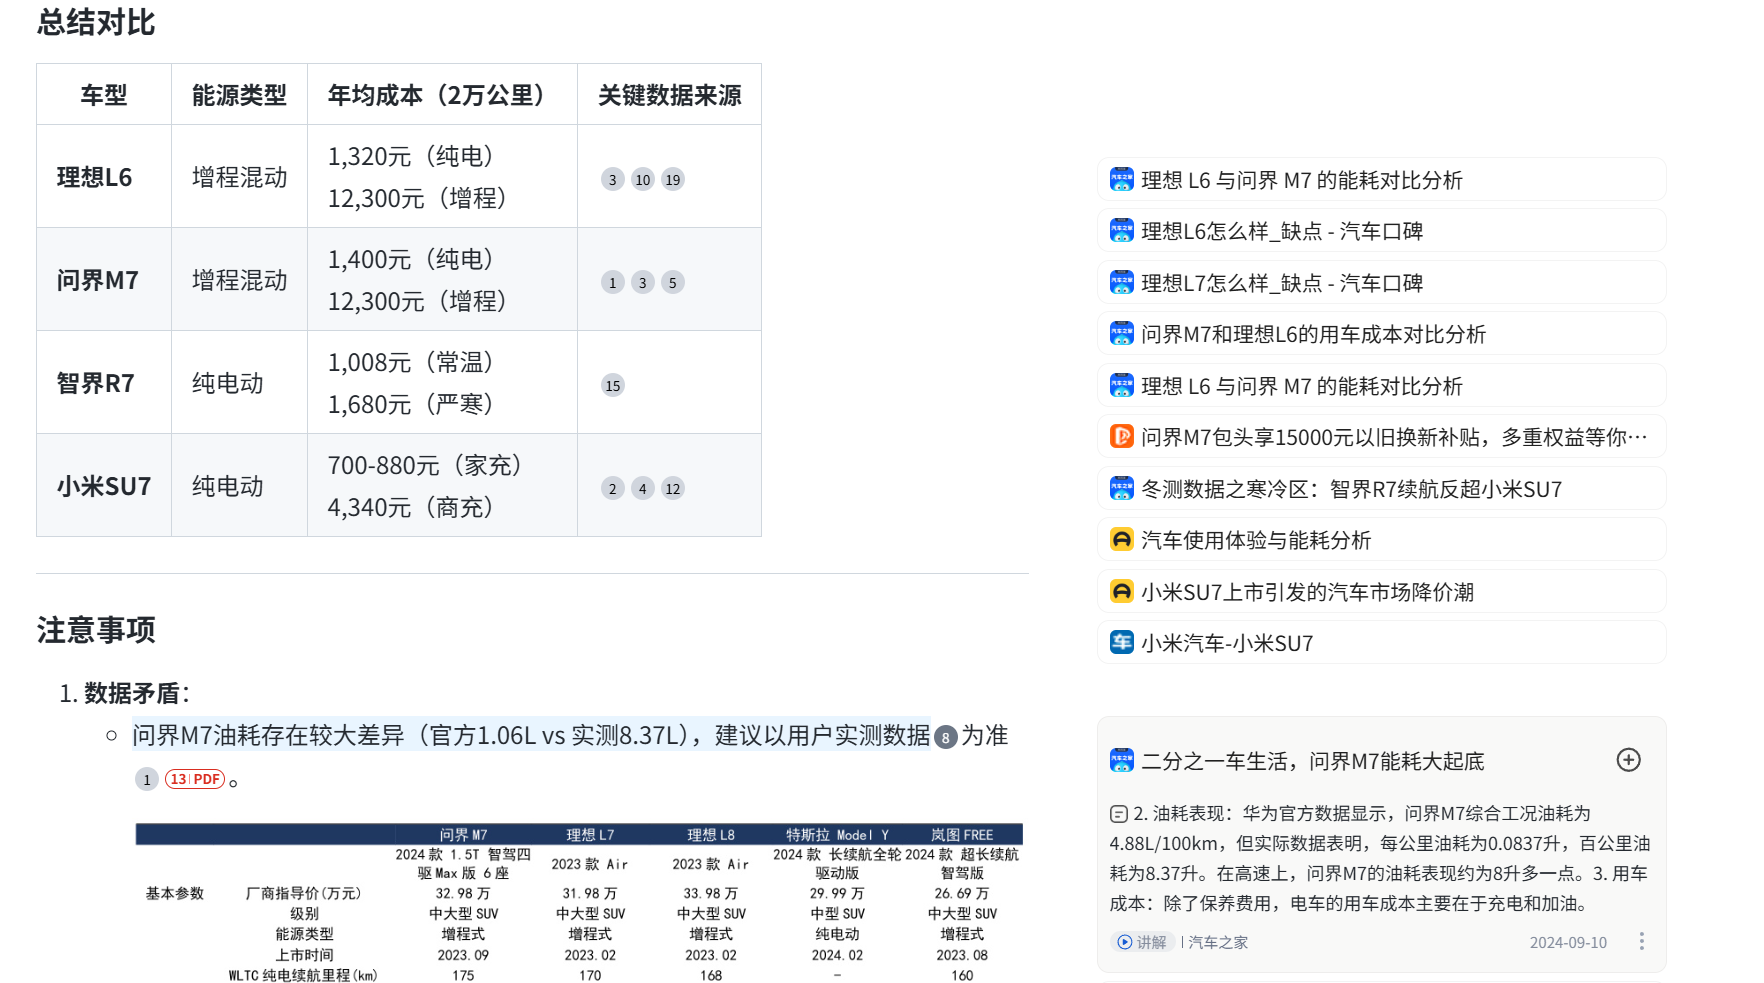 总结对比
车型 能源类型 年均成本（2万公里） 关键数据来源
理想L6 增程混动 1,320元（纯电） 12,300元（增程） 3 10 19
问界M7 增程混动 1,400元（纯电） 12,300元（增程） 1 3 5
智界R7 纯电动 1,008元（常温） 1,680元（严寒） 15
小米SU7 纯电动 700-880元（家充） 4,340元（商充） 2 4 12
注意事项
1. 数据矛盾：
问界M7油耗存在较大差异（官方1.06L vs 实测8.37L），建议以用户实测数据 8 为准
1 13 | PDF 。
问界 M7 理想 L7 理想 L8 特斯拉 Model Y 岚图 FREE
2024 款 1.5T 智驾四驱 Max 版 6 座 2023 款 Air 2023 款 Air 2024 款 长续航全轮驱动版 2024 款 超长续航智驾版
基本参数 厂商指导价(万元) 32.98 万 31.98 万 33.98 万 29.99 万 26.69 万
级别 中大型 SUV 中大型 SUV 中大型 SUV 中型 SUV 中大型 SUV
能源类型 增程式 增程式 增程式 纯电动 增程式
上市时间 2023.09 2023.02 2023.02 2024.02 2023.08
WLTC 纯电续航里程(km) 175 170 168 - 160
理想 L6 与问界 M7 的能耗对比分析
理想L6怎么样_缺点 - 汽车口碑
理想L7怎么样_缺点 - 汽车口碑
问界M7和理想L6的用车成本对比分析
理想 L6 与问界 M7 的能耗对比分析
问界M7包头享15000元以旧换新补贴，多重权益等你…
冬测数据之寒冷区：智界R7续航反超小米SU7
汽车使用体验与能耗分析
小米SU7上市引发的汽车市场降价潮
车 小米汽车-小米SU7
二分之一车生活，问界M7能耗大起底
2. 油耗表现：华为官方数据显示，问界M7综合工况油耗为
4.88L/100km，但实际数据表明，每公里油耗为0.0837升，百公里油
耗为8.37升。在高速上，问界M7的油耗表现约为8升多一点。3. 用车
成本：除了保养费用，电车的用车成本主要在于充电和加油。
讲解 | 汽车之家 2024-09-10